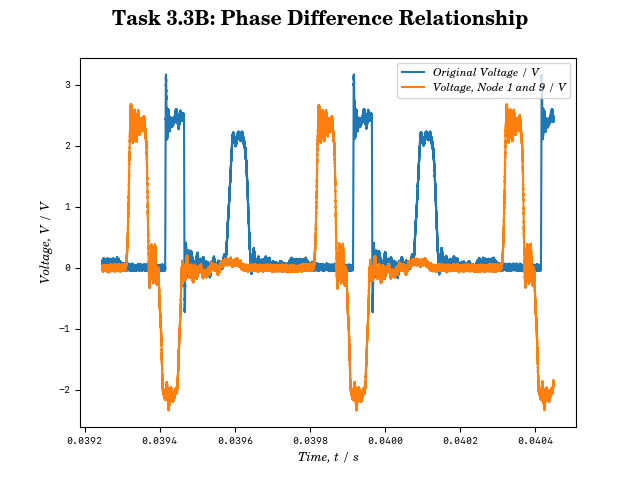 Task 3.3B: Phase Difference Relationship
Original Voltage / V
Voltage, Node 1 and 9 / V
Voltage, V / V
3
2
1
0
−1
−2
0.0392 0.0394 0.0396 0.0398 0.0400 0.0402 0.0404
Time, t / s